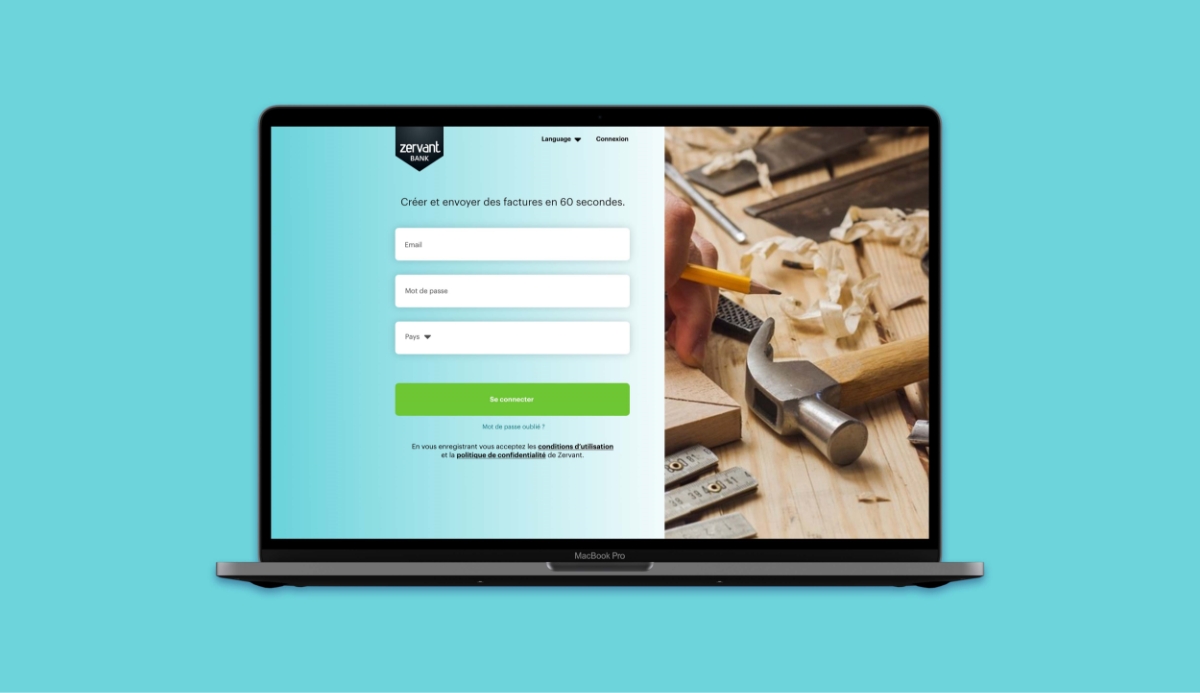 zervant
BANK
Language
Connexion
Créer et envoyer des factures en 60 secondes.
Email
Mot de passe
Pays
Se connecter
Mot de passe oublié ?
En vous enregistrant vous acceptez les conditions d'utilisation
et la politique de confidentialité de Zervant.
MacBook Pro